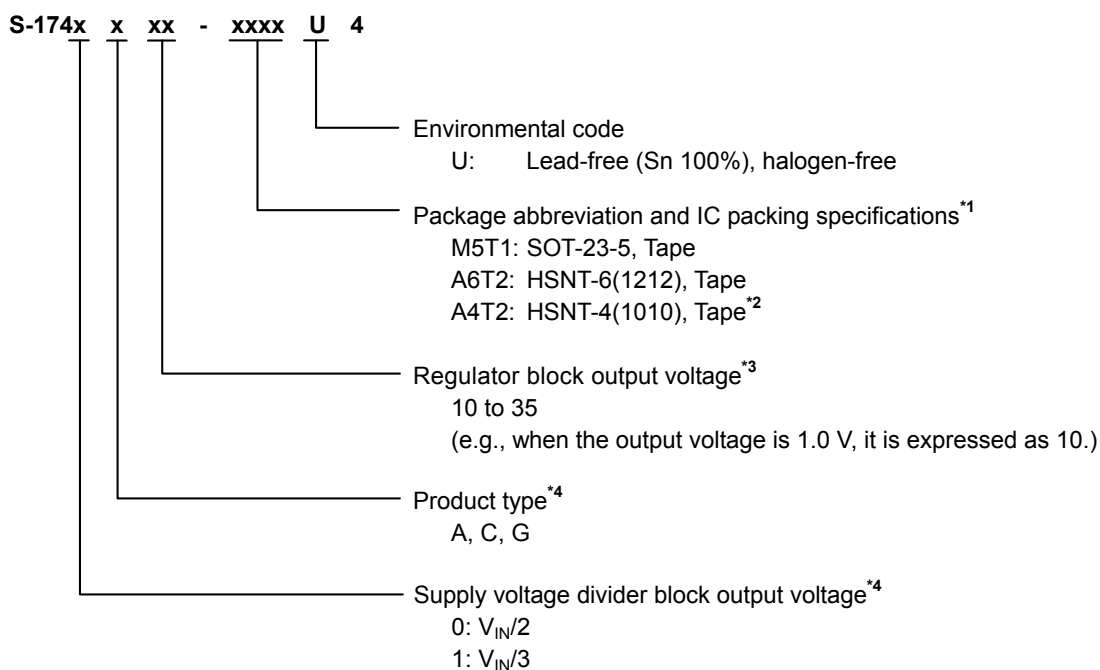 S-174x x xx - xxxx U 4
Environmental code
U: Lead-free (Sn 100%), halogen-free
Package abbreviation and IC packing specifications*1
M5T1: SOT-23-5, Tape
A6T2: HSNT-6(1212), Tape
A4T2: HSNT-4(1010), Tape*2
Regulator block output voltage*3
10 to 35
(e.g., when the output voltage is 1.0 V, it is expressed as 10.)
Product type*4
A, C, G
Supply voltage divider block output voltage*4
0: VIN/2
1: VIN/3